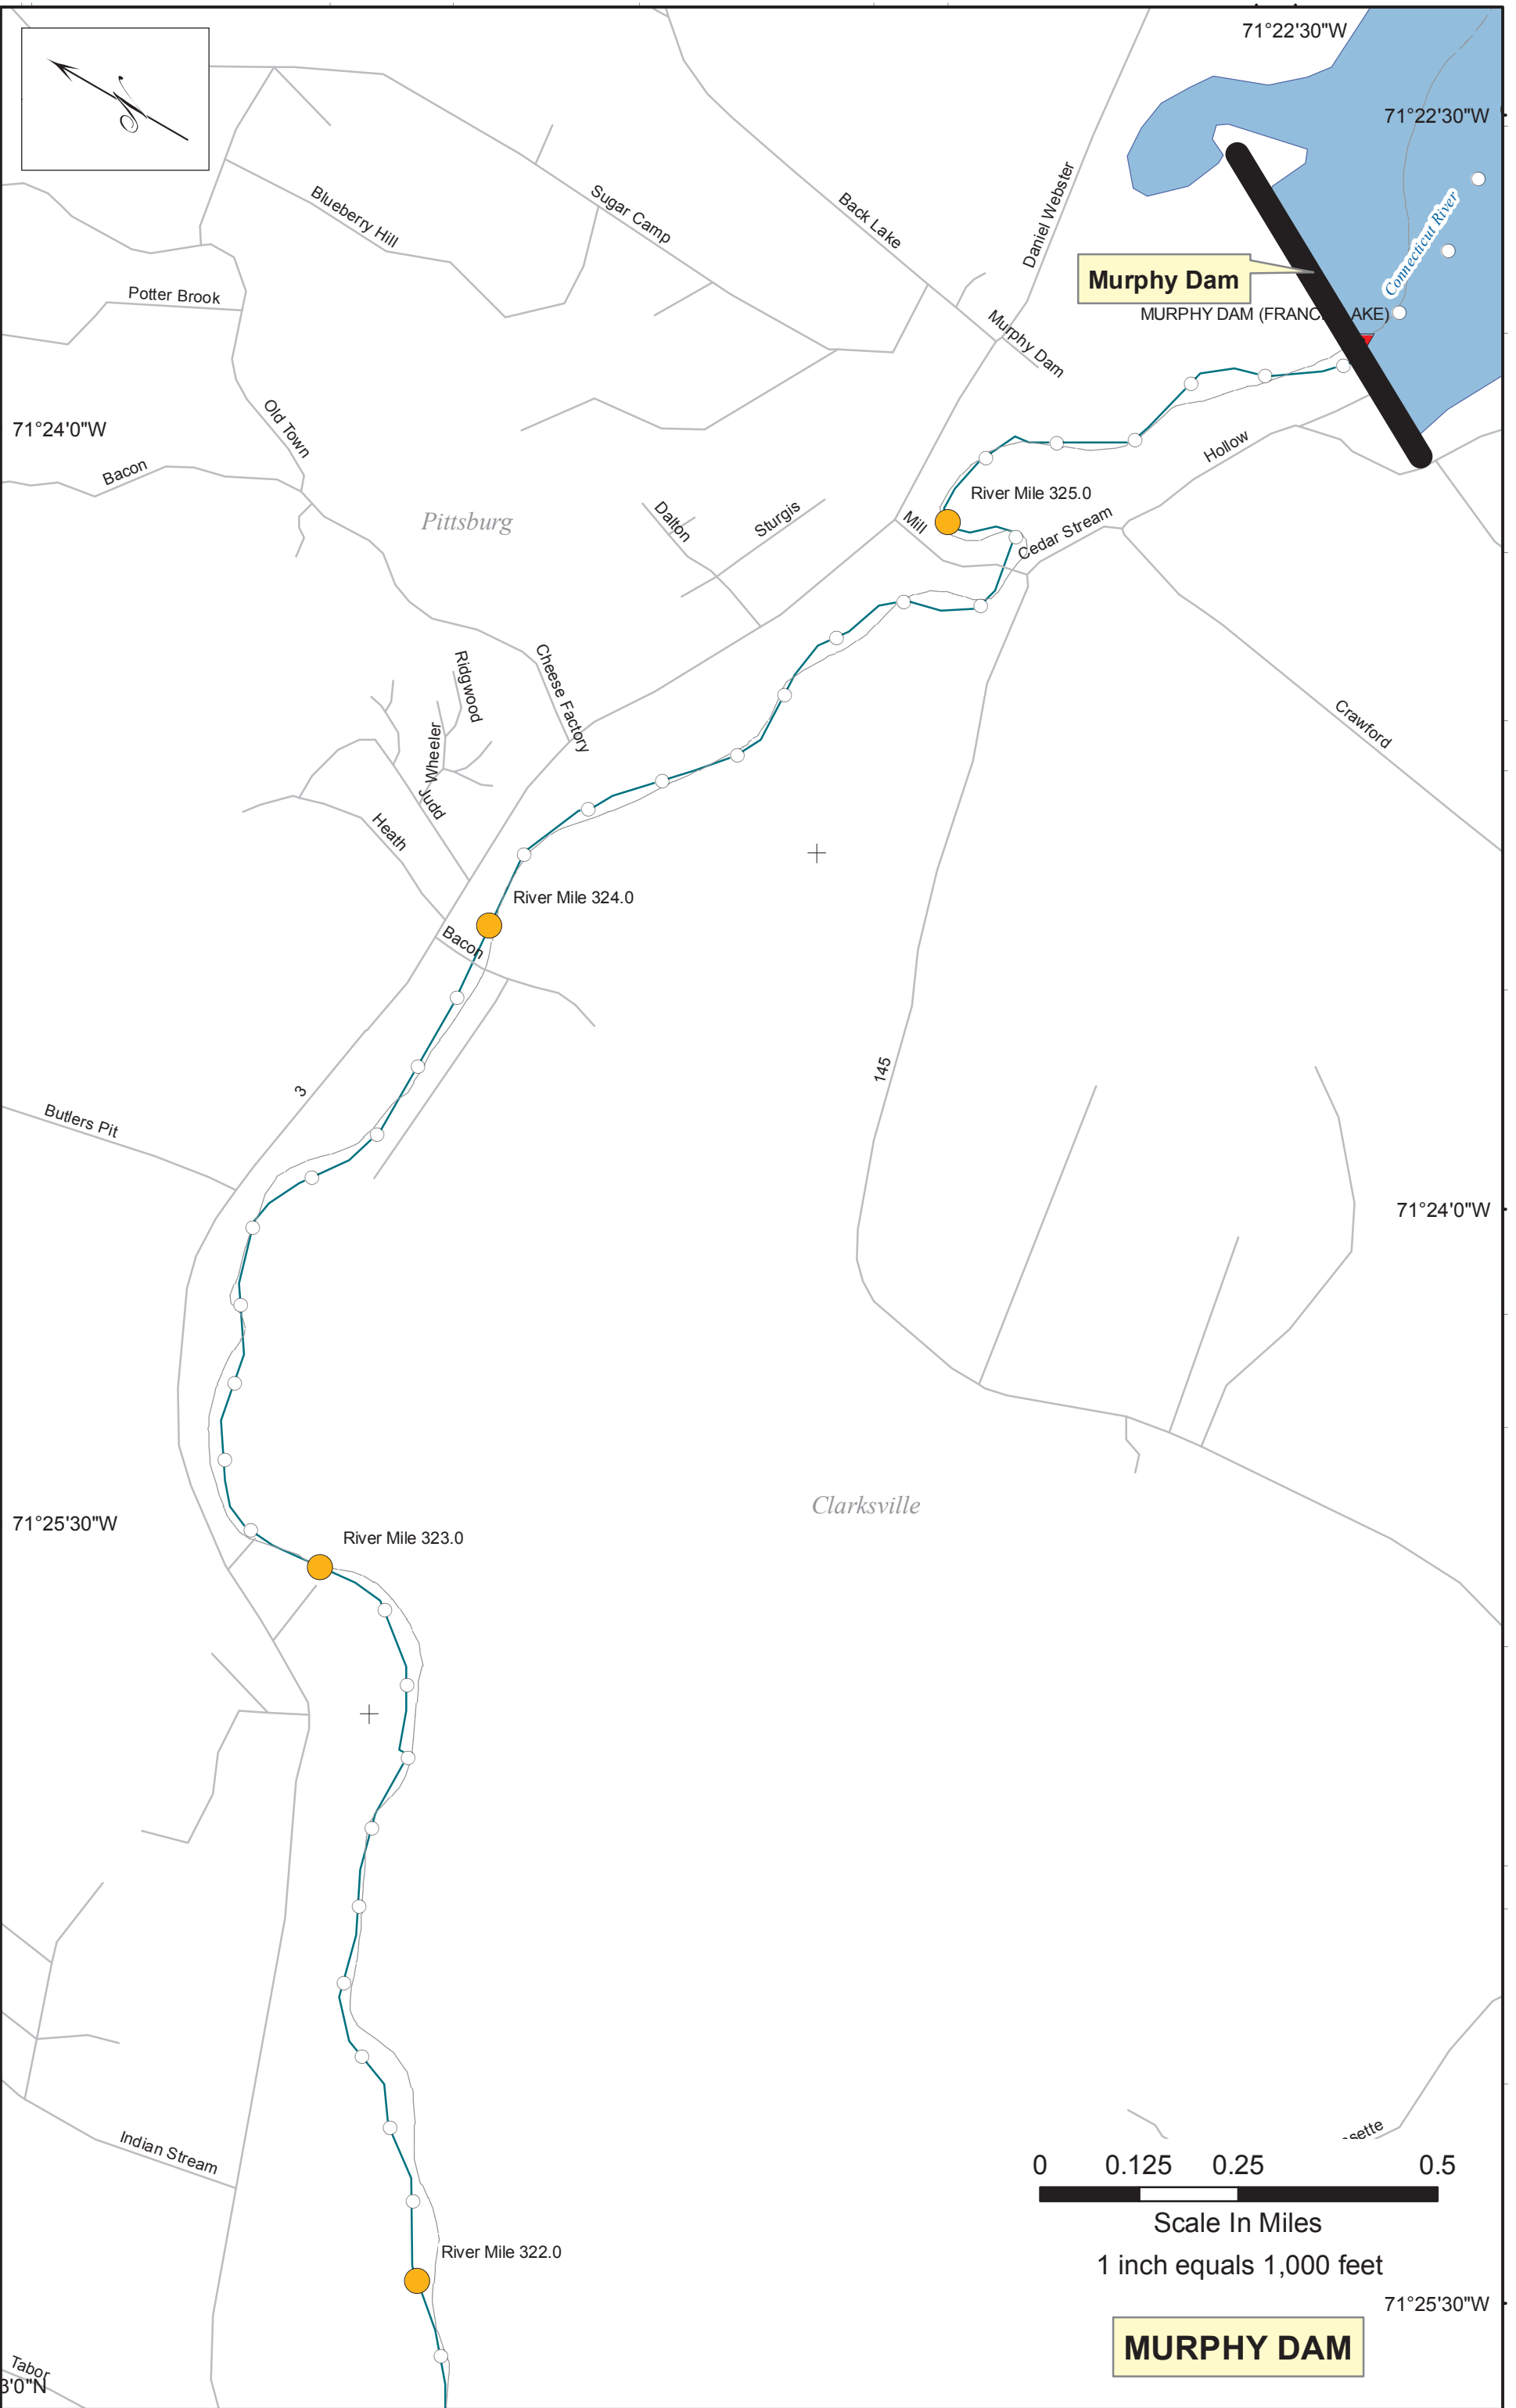 71°22'30"W
71°22'30"W
Blueberry Hill
Sugar Camp
Back Lake
Daniel Webster
Connecticut River
Murphy Dam
Potter Brook
MURPHY DAM (FRANC
AKE)
Murphy Dam
Old Town
71°24'0"W
Hollow
Bacon
River Mile 325.0
Pittsburg
Dalton
Sturgis
Mill
Cedar Stream
Cheese Factory
Ridgwood
Crawford
Wheeler
Judd
Heath
River Mile 324.0
Bacon
145
3
Butlers Pit
71°24'0"W
Clarksville
71°25'30"W
River Mile 323.0
sette
Indian Stream
0 0.125 0.25 0.5
Scale In Miles
River Mile 322.0
1 inch equals 1,000 feet
71°25'30"W
MURPHY DAM
Tabor
3'0"N